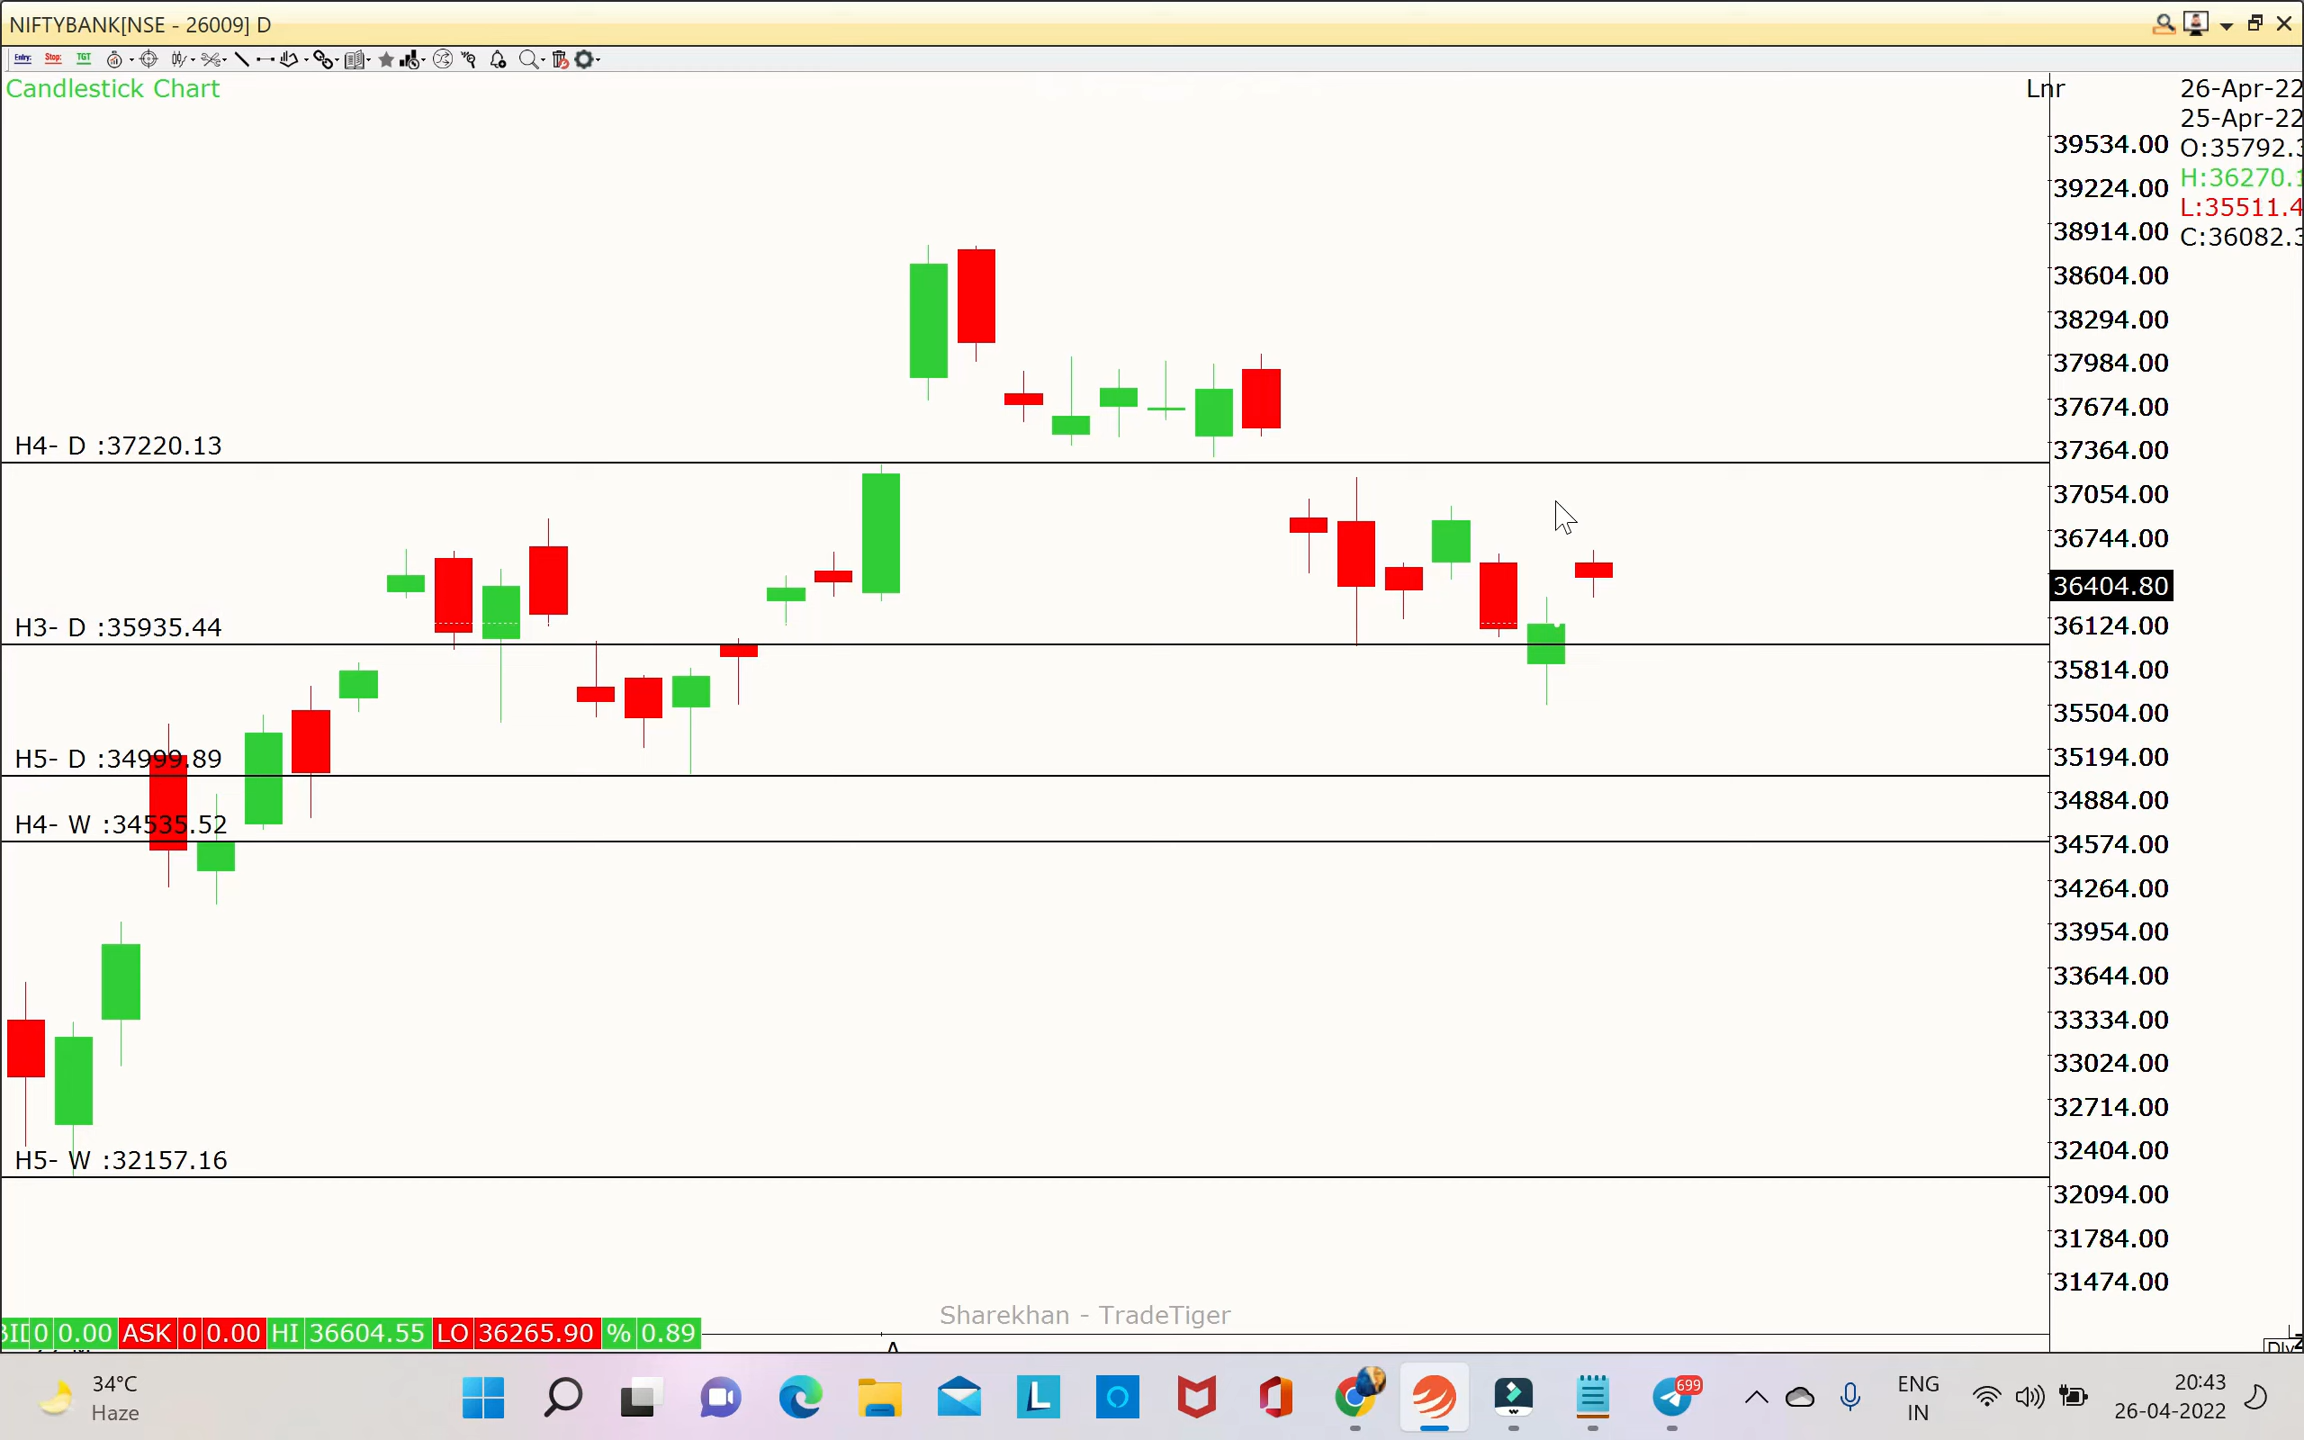 NIFTYBANK[NSE - 26009] D
Entry: Stop: TGT
Candlestick Chart
Lnr
26-Apr-22
25-Apr-22
O:35792.3
H:36270.1
L:35511.4
C:36082.3
39534.00
39224.00
38914.00
38604.00
38294.00
37984.00
37674.00
37364.00
37054.00
36744.00
36404.80
36124.00
35814.00
35504.00
35194.00
34884.00
34574.00
34264.00
33954.00
33644.00
33334.00
33024.00
32714.00
32404.00
32094.00
31784.00
31474.00
H4- D :37220.13
H3- D :35935.44
H5- D :34999.89
H4- W :34535.52
H5- W :32157.16
Sharekhan - TradeTiger
BID 0 0.00 ASK 0 0.00 HI 36604.55 LO 36265.90 % 0.89
A
Dly
34°C
Haze
L
699
ENG
IN
20:43
26-04-2022